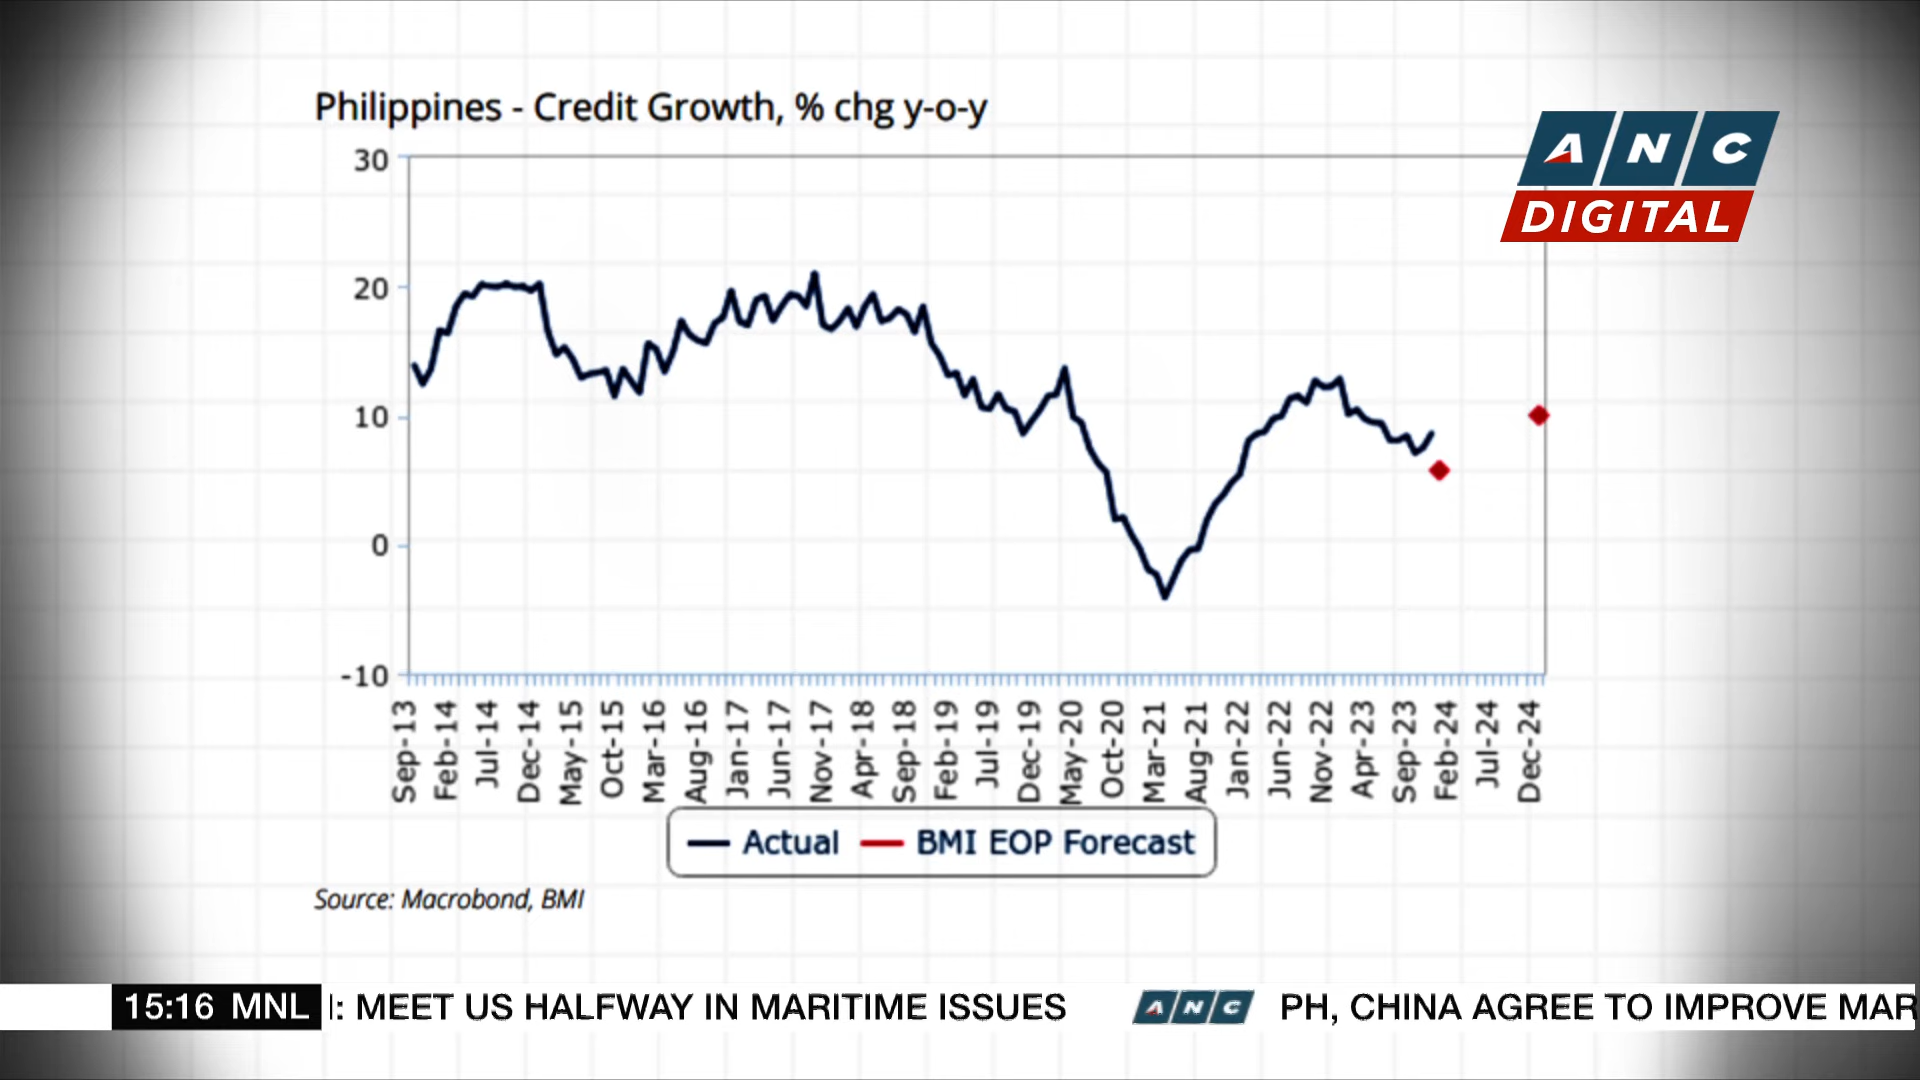 Philippines - Credit Growth, % chg y-o-y
ANC
DIGITAL
30
20
10
0
-10
Sep-13
Feb-14
Jul-14
Dec-14
May-15
Oct-15
Mar-16
Aug-16
Jan-17
Jun-17
Nov-17
Apr-18
Sep-18
Feb-19
Jul-19
Dec-19
May-20
Oct-20
Mar-21
Aug-21
Jan-22
Jun-22
Nov-22
Apr-23
Sep-23
Feb-24
Jul-24
Dec-24
Actual BMI EOP Forecast
Source: Macrobond, BMI
15:16 MNL : MEET US HALFWAY IN MARITIME ISSUES ANC PH, CHINA AGREE TO IMPROVE MAR